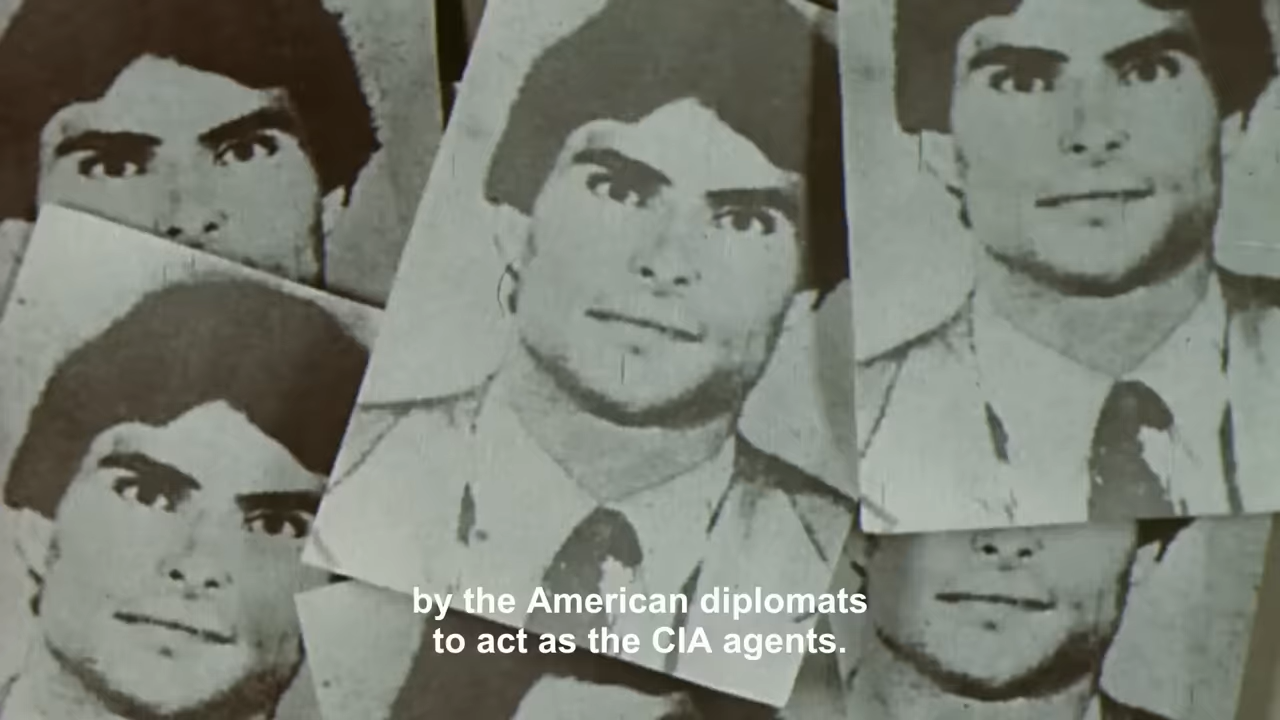 by the American diplomats
to act as the CIA agents.